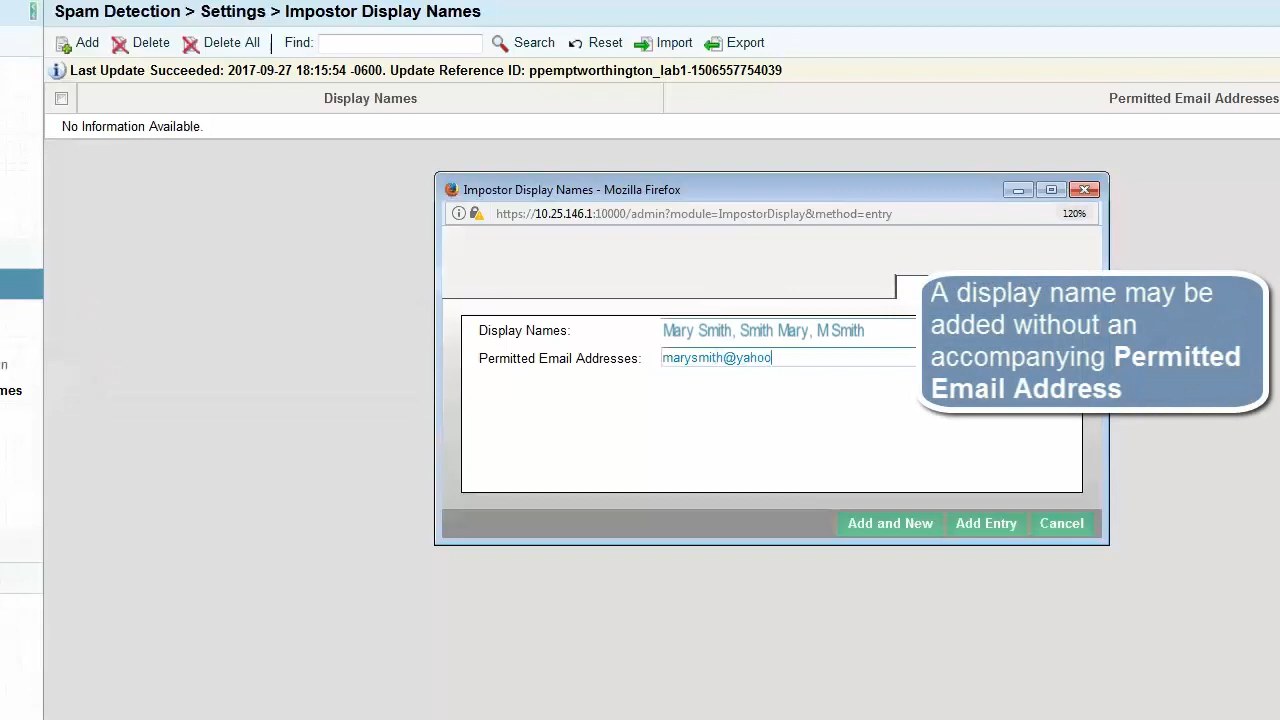 Spam Detection > Settings > Impostor Display Names
Add Delete Delete All Find: Search Reset Import Export
Last Update Succeeded: 2017-09-27 18:15:54 -0600. Update Reference ID: ppemptworthington_lab1-1506557754039
Display Names Permitted Email Addresses
No Information Available.
Impostor Display Names - Mozilla Firefox
https://10.25.146.1:10000/admin?module=ImpostorDisplay&method=entry 120%
A display name may be
added without an
accompanying Permitted
Email Address
Display Names: Mary Smith, Smith Mary, M Smith
Permitted Email Addresses: marysmith@yahoo
n
mes
Add and New Add Entry Cancel